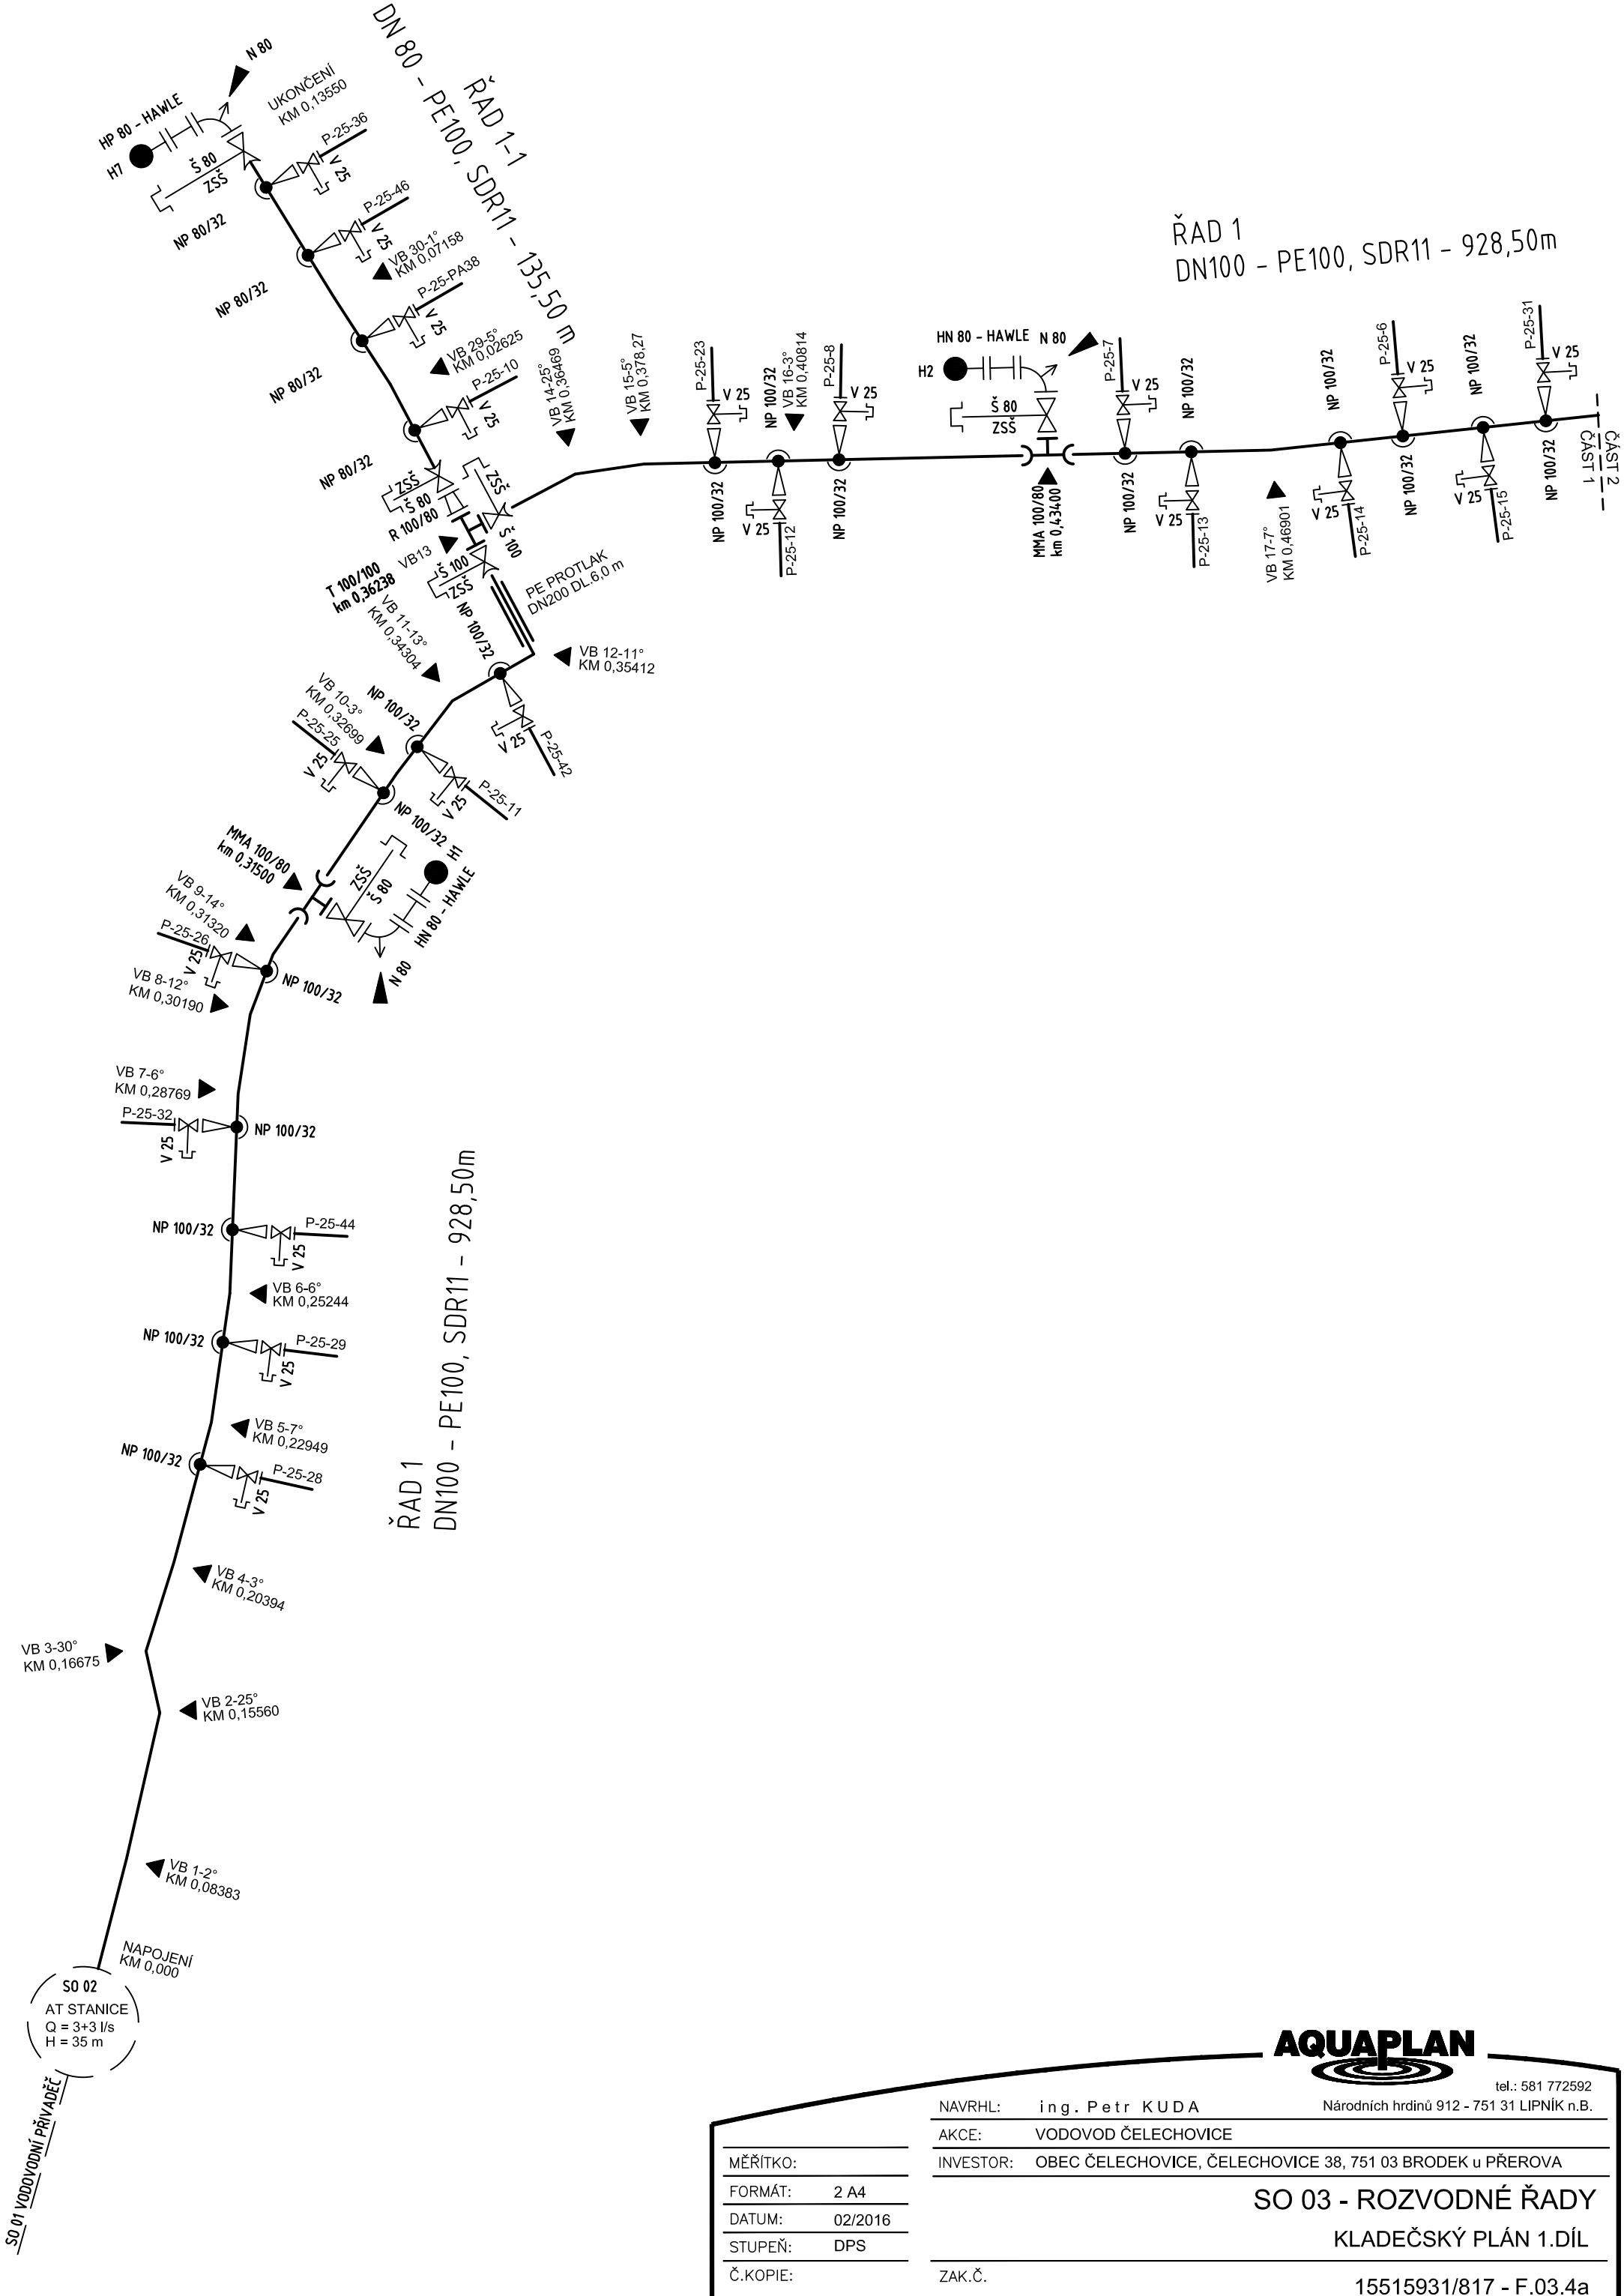 DN 80 - PE100, SDR11 - 135,50 m
ŘAD 1-1
N 80
UKONČENÍ
KM 0,13550
HP 80 - HAWLE
H7
Š 80
ZSŠ
P-25-36
V 25
NP 80/32
P-25-46
V 25
VB 30-1°
KM 0,07158
NP 80/32
P-25-PA38
V 25
VB 29-5°
KM 0,02625
NP 80/32
P-25-10
V 25
NP 80/32
ZSŠ
Š 80
R 100/80
ZSŠ
Š 100
VB13
T 100/100
km 0,36238
Š 100
ZSŠ
PE PROTLAK
DN200 DL.6,0 m
ŘAD 1
DN100 - PE100, SDR11 - 928,50m
VB 14-25°
KM 0,36469
VB 15-5°
KM 0,378,27
P-25-23
V 25
NP 100/32
NP 100/32
VB 16-3°
KM 0,40814
V 25
P-25-12
P-25-8
V 25
NP 100/32
HN 80 - HAWLE
N 80
H2
Š 80
ZSŠ
MMA 100/80
km 0,43400
P-25-7
V 25
NP 100/32
NP 100/32
V 25
P-25-13
VB 17-7°
KM 0,46901
NP 100/32
V 25
P-25-14
P-25-6
V 25
NP 100/32
NP 100/32
V 25
P-25-15
P-25-31
V 25
NP 100/32
ČÁST 1
ČÁST 2
NP 100/32
VB 12-11°
KM 0,35412
VB 11-13°
KM 0,34304
V 25
P-25-42
NP 100/32
VB 10-3°
KM 0,32699
P-25-25
V 25
P-25-11
V 25
NP 100/32
MMA 100/80
km 0,31500
ZSŠ
Š 80
H1
HN 80 - HAWLE
N 80
VB 9-14°
KM 0,31320
P-25-26
V 25
NP 100/32
VB 8-12°
KM 0,30190
VB 7-6°
KM 0,28769
P-25-32
V 25
NP 100/32
NP 100/32
P-25-44
V 25
VB 6-6°
KM 0,25244
NP 100/32
P-25-29
V 25
VB 5-7°
KM 0,22949
NP 100/32
P-25-28
V 25
ŘAD 1
DN100 - PE100, SDR11 - 928,50m
VB 4-3°
KM 0,20394
VB 3-30°
KM 0,16675
VB 2-25°
KM 0,15560
VB 1-2°
KM 0,08383
NAPOJENÍ
KM 0,000
SO 02
AT STANICE
Q = 3+3 l/s
H = 35 m
SO 01 VODOVODNÍ PŘIVADĚČ
AQUAPLAN
tel.: 581 772592
NAVRHL: ing. Petr KUDA
Národních hrdinů 912 - 751 31 LIPNÍK n.B.
AKCE: VODOVOD ČELECHOVICE
INVESTOR: OBEC ČELECHOVICE, ČELECHOVICE 38, 751 03 BRODEK u PŘEROVA
MĚŘÍTKO:
FORMÁT: 2 A4
DATUM: 02/2016
STUPEŇ: DPS
Č.KOPIE:
SO 03 - ROZVODNÉ ŘADY
KLADEČSKÝ PLÁN 1.DÍL
ZAK.Č.
15515931/817 - F.03.4a